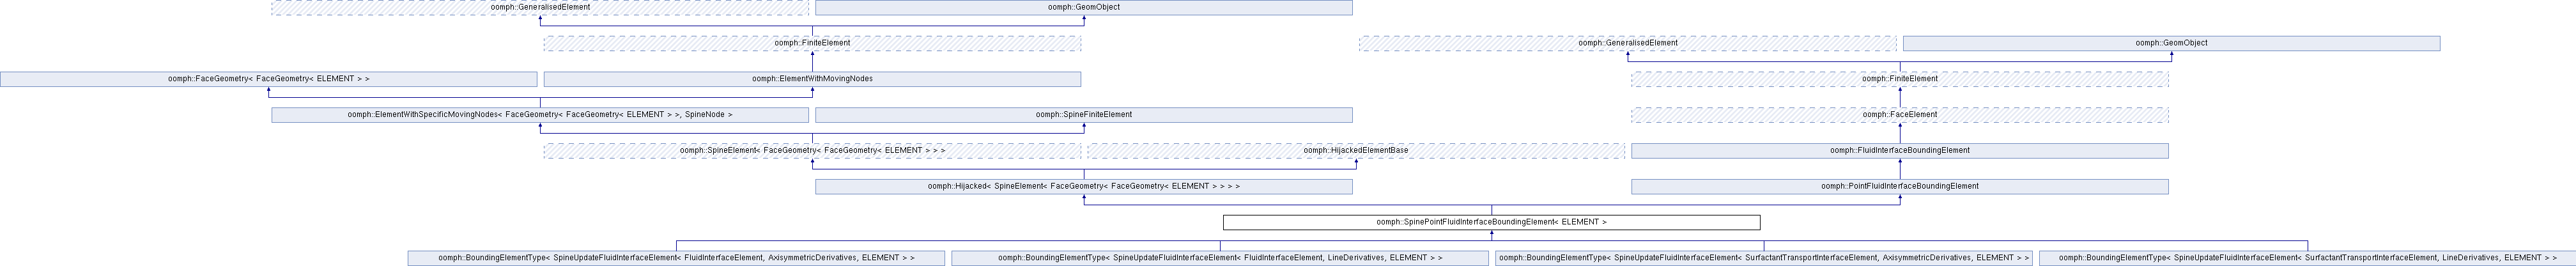 oomph::GeneralisedElement
oomph::GeomObject
oomph::FiniteElement
oomph::GeneralisedElement
oomph::GeomObject
oomph::FaceGeometry< FaceGeometry< ELEMENT > >
oomph::ElementWithMovingNodes
oomph::FiniteElement
oomph::ElementWithSpecificMovingNodes< FaceGeometry< FaceGeometry< ELEMENT > >, SpineNode >
oomph::SpineFiniteElement
oomph::FaceElement
oomph::SpineElement< FaceGeometry< FaceGeometry< ELEMENT > > >
oomph::HijackedElementBase
oomph::FluidInterfaceBoundingElement
oomph::Hijacked< SpineElement< FaceGeometry< FaceGeometry< ELEMENT > > > >
oomph::PointFluidInterfaceBoundingElement
oomph::SpinePointFluidInterfaceBoundingElement< ELEMENT >
oomph::BoundingElementType< SpineUpdateFluidInterfaceElement< FluidInterfaceElement, AxisymmetricDerivatives, ELEMENT > >
oomph::BoundingElementType< SpineUpdateFluidInterfaceElement< FluidInterfaceElement, LineDerivatives, ELEMENT > >
oomph::BoundingElementType< SpineUpdateFluidInterfaceElement< SurfactantTransportInterfaceElement, AxisymmetricDerivatives, ELEMENT > >
oomph::BoundingElementType< SpineUpdateFluidInterfaceElement< SurfactantTransportInterfaceElement, LineDerivatives, ELEMENT > >